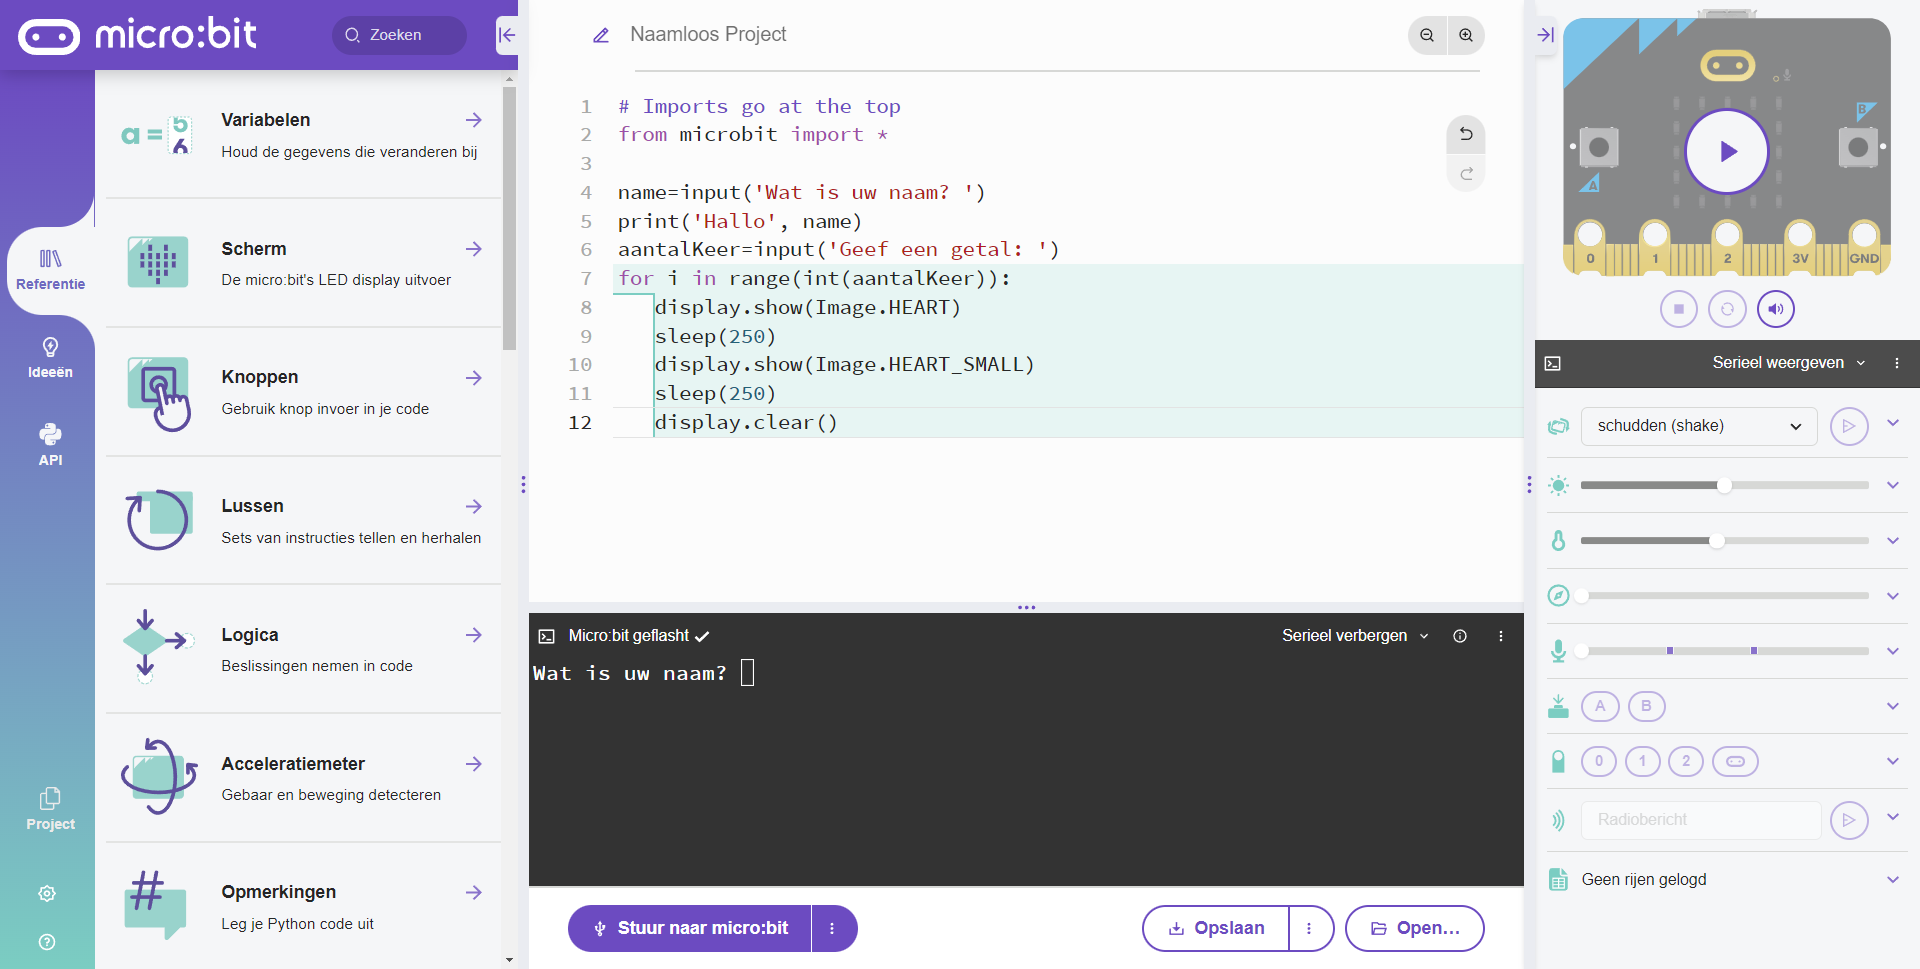 micro:bit
Zoeken
Referentie
Ideeën
API
Project
a = 5
6
Variabelen
Houd de gegevens die veranderen bij
Scherm
De micro:bit's LED display uitvoer
Knoppen
Gebruik knop invoer in je code
Lussen
Sets van instructies tellen en herhalen
Logica
Beslissingen nemen in code
Acceleratiemeter
Gebaar en beweging detecteren
#
Opmerkingen
Leg je Python code uit
Naamloos Project
1 # Imports go at the top
2 from microbit import *
3
4 name=input('Wat is uw naam? ')
5 print('Hallo', name)
6 aantalKeer=input('Geef een getal: ')
7 for i in range(int(aantalKeer)):
8 display.show(Image.HEART)
9 sleep(250)
10 display.show(Image.HEART_SMALL)
11 sleep(250)
12 display.clear()
Micro:bit geflasht
Serieel verbergen
Wat is uw naam?
Stuur naar micro:bit
Opslaan
Open...
B
A
0 1 2 3V GND
Serieel weergeven
schudden (shake)
A B
0 1 2
Radiobericht
Geen rijen gelogd